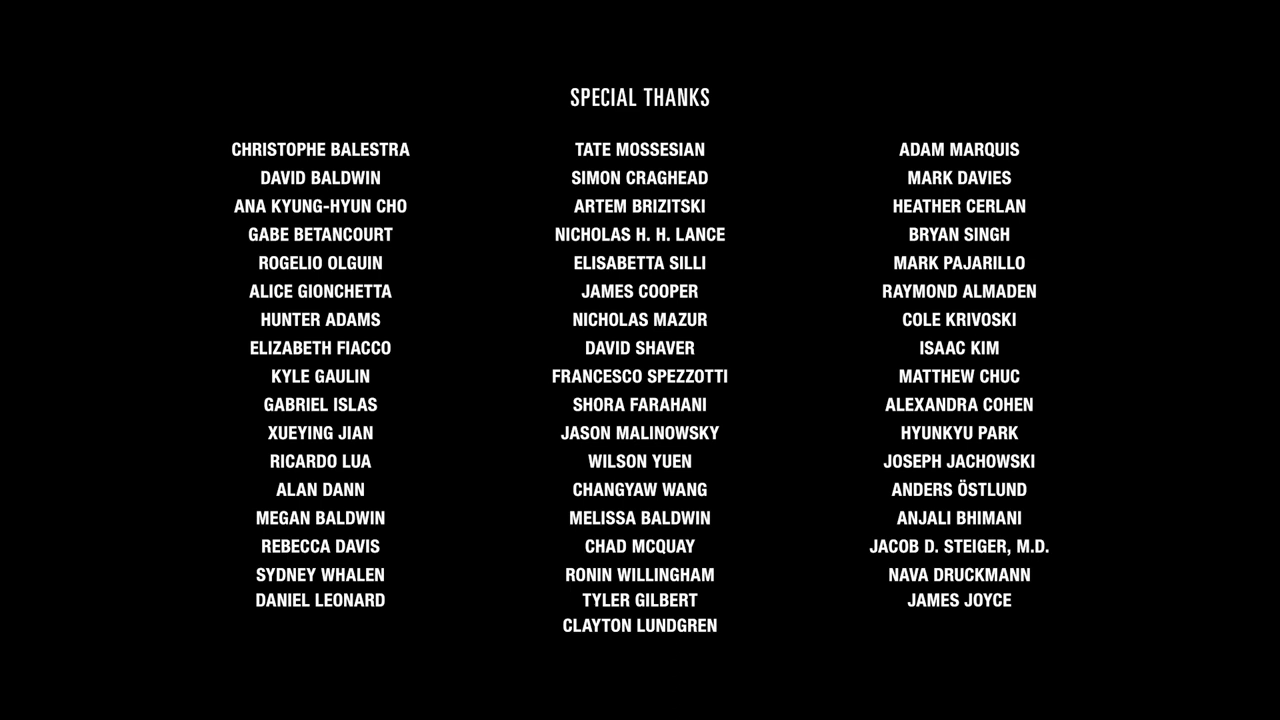 SPECIAL THANKS
CHRISTOPHE BALESTRA
DAVID BALDWIN
ANA KYUNG-HYUN CHO
GABE BETANCOURT
ROGELIO OLGUIN
ALICE GIONCHETTA
HUNTER ADAMS
ELIZABETH FIACCO
KYLE GAULIN
GABRIEL ISLAS
XUEYING JIAN
RICARDO LUA
ALAN DANN
MEGAN BALDWIN
REBECCA DAVIS
SYDNEY WHALEN
DANIEL LEONARD
TATE MOSSESIAN
SIMON CRAGHEAD
ARTEM BRIZITSKI
NICHOLAS H. H. LANCE
ELISABETTA SILLI
JAMES COOPER
NICHOLAS MAZUR
DAVID SHAVER
FRANCESCO SPEZZOTTI
SHORA FARAHANI
JASON MALINOWSKY
WILSON YUEN
CHANGYAW WANG
MELISSA BALDWIN
CHAD MCQUAY
RONIN WILLINGHAM
TYLER GILBERT
CLAYTON LUNDGREN
ADAM MARQUIS
MARK DAVIES
HEATHER CERLAN
BRYAN SINGH
MARK PAJARILLO
RAYMOND ALMADEN
COLE KRIVOSKI
ISAAC KIM
MATTHEW CHUC
ALEXANDRA COHEN
HYUNKYU PARK
JOSEPH JACHOWSKI
ANDERS ÖSTLUND
ANJALI BHIMANI
JACOB D. STEIGER, M.D.
NAVA DRUCKMANN
JAMES JOYCE